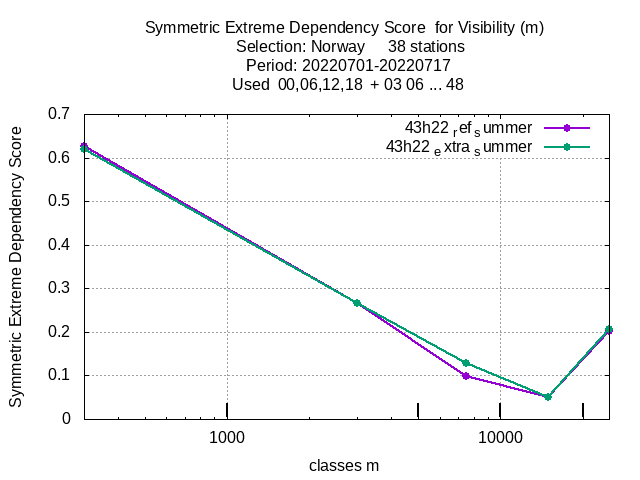 Symmetric Extreme Dependency Score for Visibility (m)
Selection: Norway 38 stations
Period: 20220701-20220717
Used 00,06,12,18 + 03 06 ... 48
43h22 ref summer
43h22 extra summer
Symmetric Extreme Dependency Score
0.7
0.6
0.5
0.4
0.3
0.2
0.1
0
1000 10000
classes m